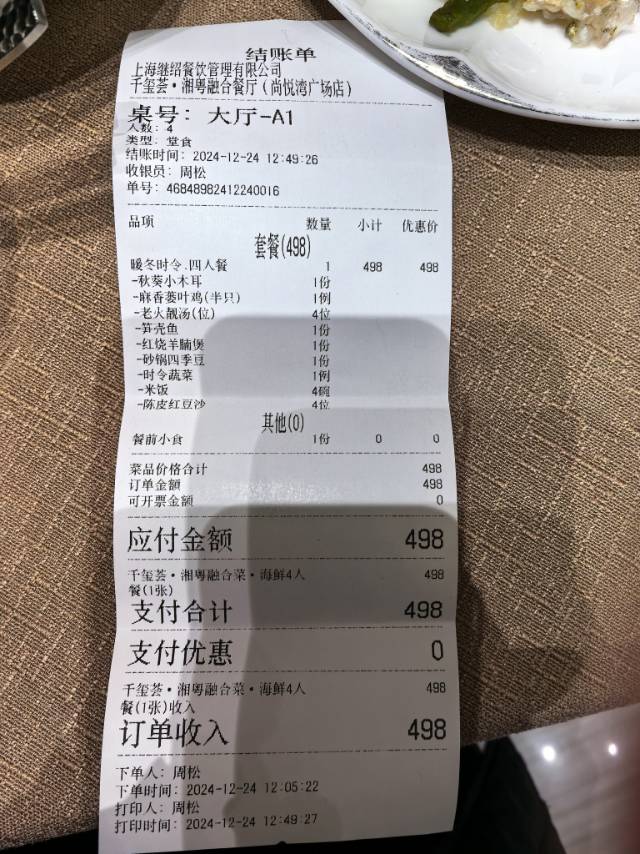 结账单
上海继绍餐饮管理有限公司
千玺荟·湘粤融合餐厅(尚悦湾广场店)
桌号: 大厅-A1
人数: 4
类型: 堂食
结账时间: 2024-12-24 12:49:26
收银员: 周松
单号: 46848982412240016
品项 数量 小计 优惠价
套餐(498)
暖冬时令.四人餐 1 498 498
-秋葵小木耳 1份
-麻香蒌叶鸡(半只) 1例
-老火靓汤(位) 4位
-笋壳鱼 1份
-红烧羊腩煲 1份
-砂锅四季豆 1份
-时令蔬菜 1例
-米饭 4碗
-陈皮红豆沙 4位
其他(0)
餐前小食 1份 0 0
菜品价格合计 498
订单金额 498
可开票金额 0
应付金额 498
千玺荟·湘粤融合菜·海鲜4人 498
餐(1张)
支付合计 498
支付优惠 0
千玺荟·湘粤融合菜·海鲜4人 498
餐(1张)收入
订单收入 498
下单人: 周松
下单时间: 2024-12-24 12:05:22
打印人: 周松
打印时间: 2024-12-24 12:49:27